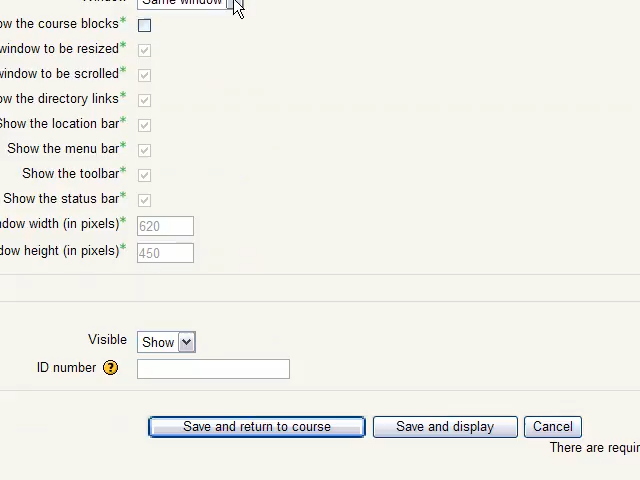 Same window
ow the course blocks*
window to be resized*
window to be scrolled*
ow the directory links*
Show the location bar*
Show the menu bar*
Show the toolbar*
Show the status bar*
ndow width (in pixels)* 620
dow height (in pixels)* 450
Visible Show
ID number ?
Save and return to course Save and display Cancel
There are requir